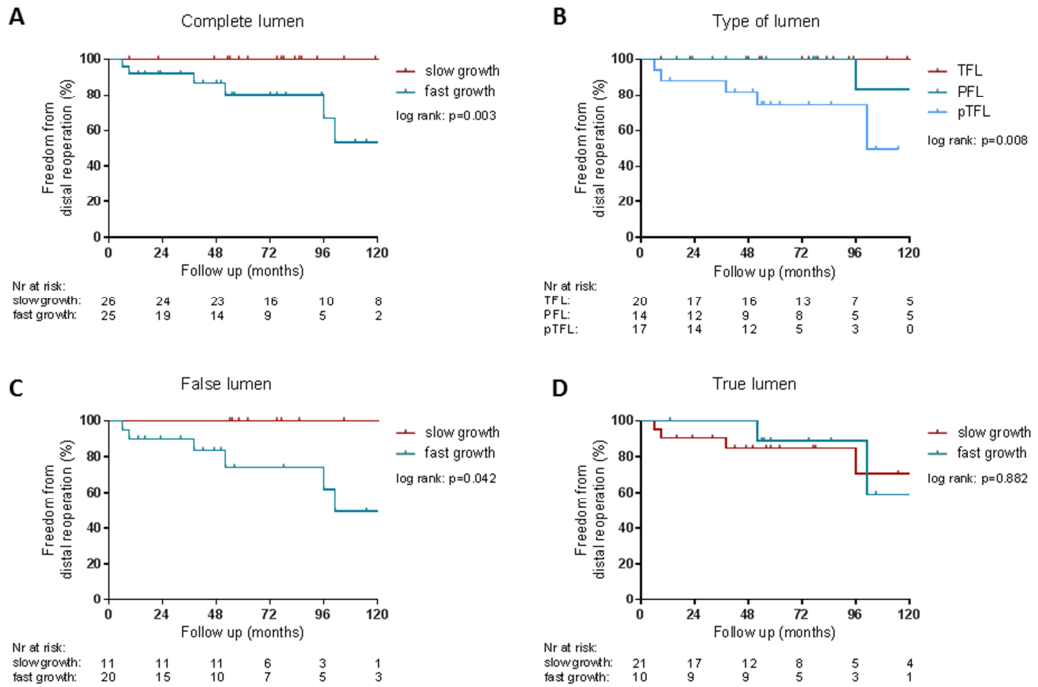 A
Complete lumen
Freedom from
distal reoperation (%)
100
80
60
40
20
0
0 24 48 72 96 120
Follow up (months)
slow growth
fast growth
log rank: p=0.003
Nr at risk:
slow growth: 26 24 23 16 10 8
fast growth: 25 19 14 9 5 2
B
Type of lumen
Freedom from
distal reoperation (%)
100
80
60
40
20
0
0 24 48 72 96 120
Follow up (months)
TFL
PFL
pTFL
log rank: p=0.008
Nr at risk:
TFL: 20 17 16 13 7 5
PFL: 14 12 9 8 5 5
pTFL: 17 14 12 5 3 0
C
False lumen
Freedom from
distal reoperation (%)
100
80
60
40
20
0
0 24 48 72 96 120
Follow up (months)
slow growth
fast growth
log rank: p=0.042
Nr at risk:
slow growth: 11 11 11 6 3 1
fast growth: 20 15 10 7 5 3
D
True lumen
Freedom from
distal reoperation (%)
100
80
60
40
20
0
0 24 48 72 96 120
Follow up (months)
slow growth
fast growth
log rank: p=0.882
Nr at risk:
slow growth: 21 17 12 8 5 4
fast growth: 10 9 9 5 3 1